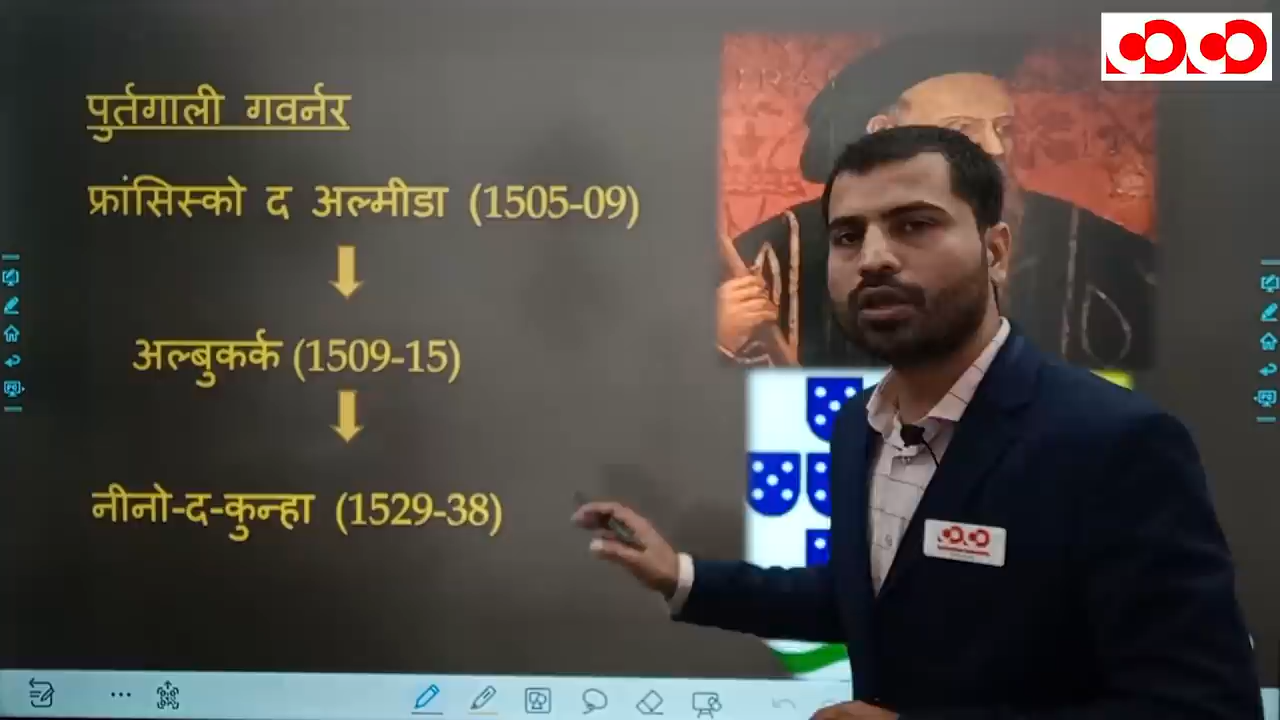 पुर्तगाली गवर्नर
फ्रांसिस्को द अल्मीडा (1505-09)
अल्बुकर्क (1509-15)
नीनो-द-कुन्हा (1529-38)